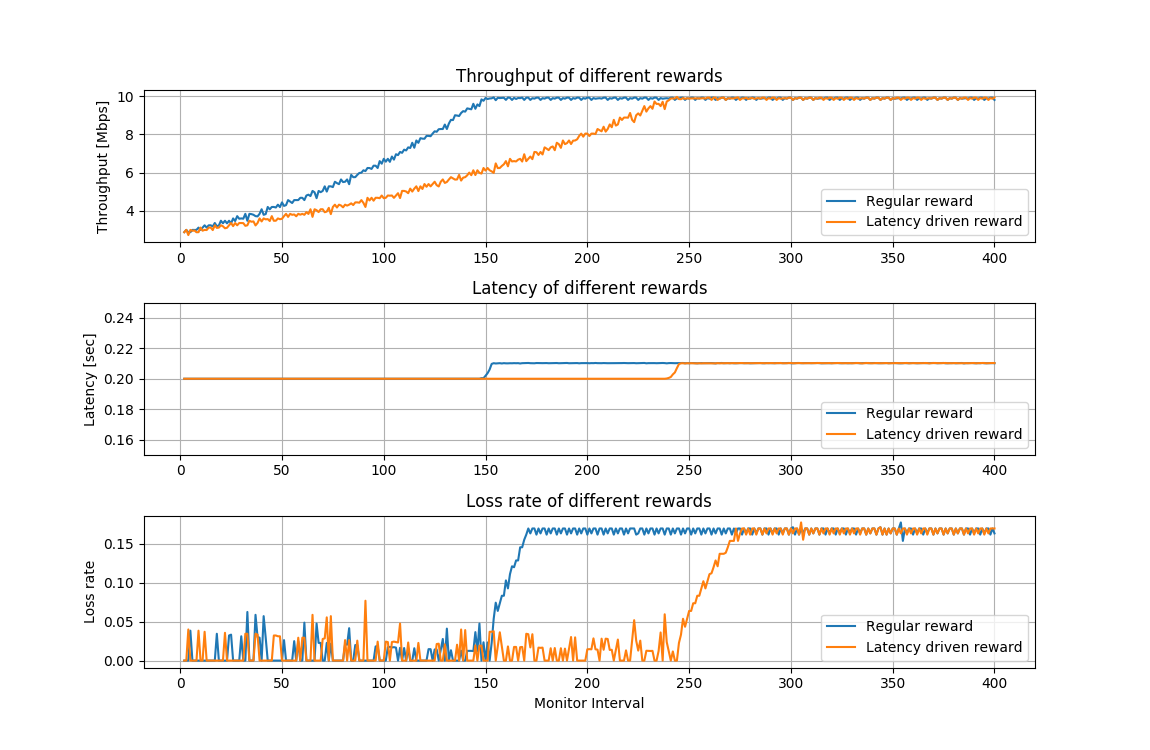 Throughput of different rewards
Throughput [Mbps]
10
8
6
4
Regular reward
Latency driven reward
0 50 100 150 200 250 300 350 400
Latency of different rewards
Latency [sec]
0.24
0.22
0.20
0.18
0.16
Regular reward
Latency driven reward
0 50 100 150 200 250 300 350 400
Loss rate of different rewards
Loss rate
0.15
0.10
0.05
0.00
Regular reward
Latency driven reward
0 50 100 150 200 250 300 350 400
Monitor Interval